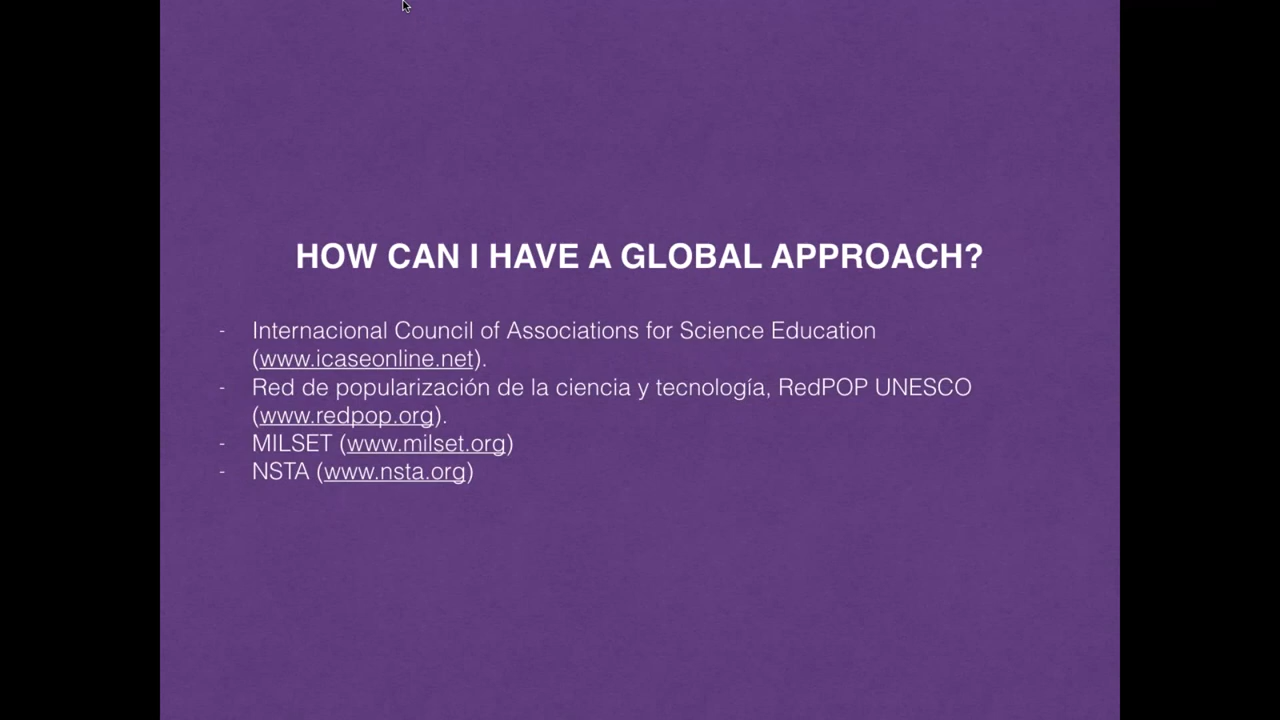 HOW CAN I HAVE A GLOBAL APPROACH?
- Internacional Council of Associations for Science Education
(www.icaseonline.net).
- Red de popularización de la ciencia y tecnología, RedPOP UNESCO
(www.redpop.org).
- MILSET (www.milset.org)
- NSTA (www.nsta.org)